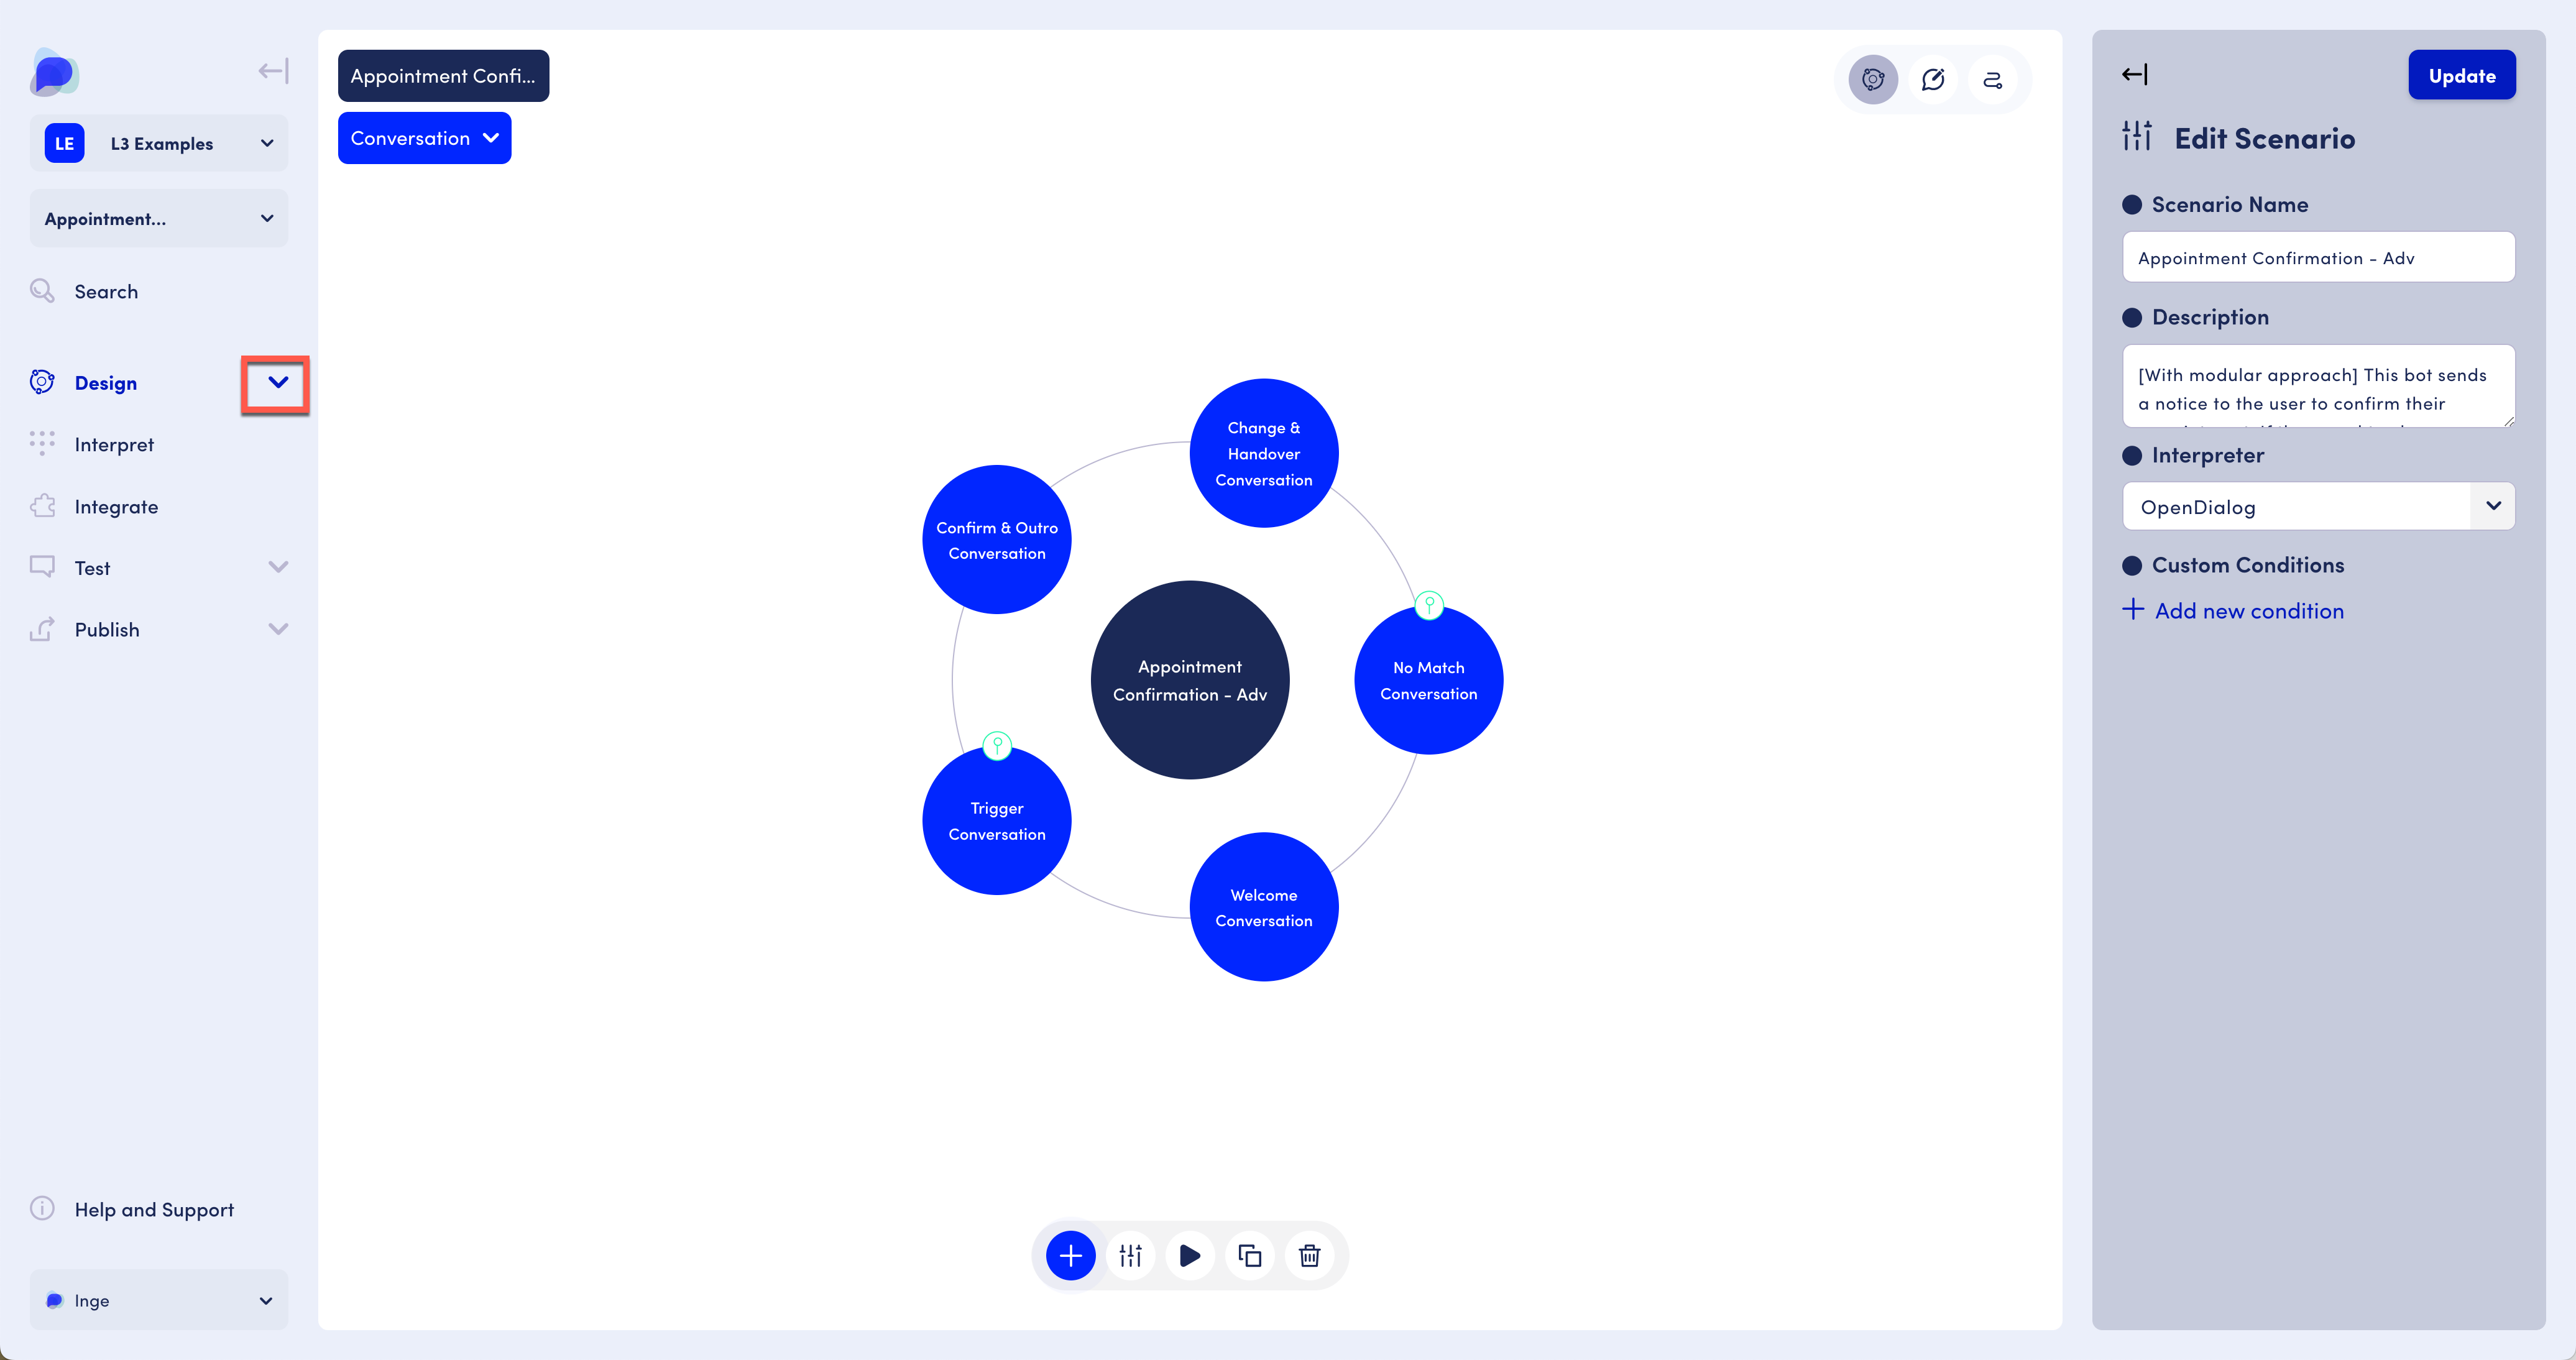 LE
L3 Examples
Appointment...
Search
Design
Interpret
Integrate
Test
Publish
Help and Support
Inge
Appointment Confi...
Conversation
Change &
Handover
Conversation
Confirm & Outro
Conversation
Appointment
Confirmation - Adv
No Match
Conversation
Trigger
Conversation
Welcome
Conversation
Update
Edit Scenario
Scenario Name
Appointment Confirmation - Adv
Description
[With modular approach] This bot sends
a notice to the user to confirm their
Interpreter
OpenDialog
Custom Conditions
+ Add new condition